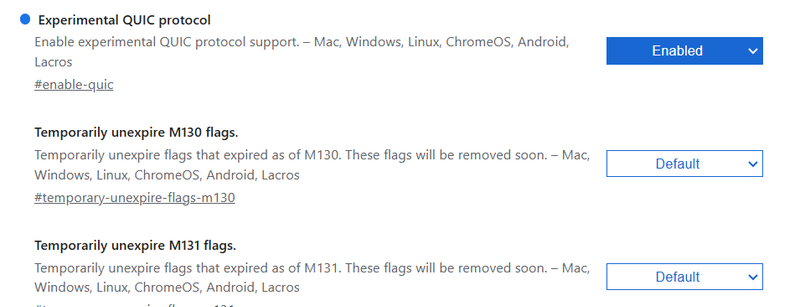 Experimental QUIC protocol
Enable experimental QUIC protocol support. – Mac, Windows, Linux, ChromeOS, Android,
Lacros
Enabled
#enable-quic
Temporarily unexpire M130 flags.
Temporarily unexpire flags that expired as of M130. These flags will be removed soon. – Mac,
Windows, Linux, ChromeOS, Android, Lacros
Default
#temporary-unexpire-flags-m130
Temporarily unexpire M131 flags.
Temporarily unexpire flags that expired as of M131. These flags will be removed soon. – Mac,
Windows, Linux, ChromeOS, Android, Lacros
Default